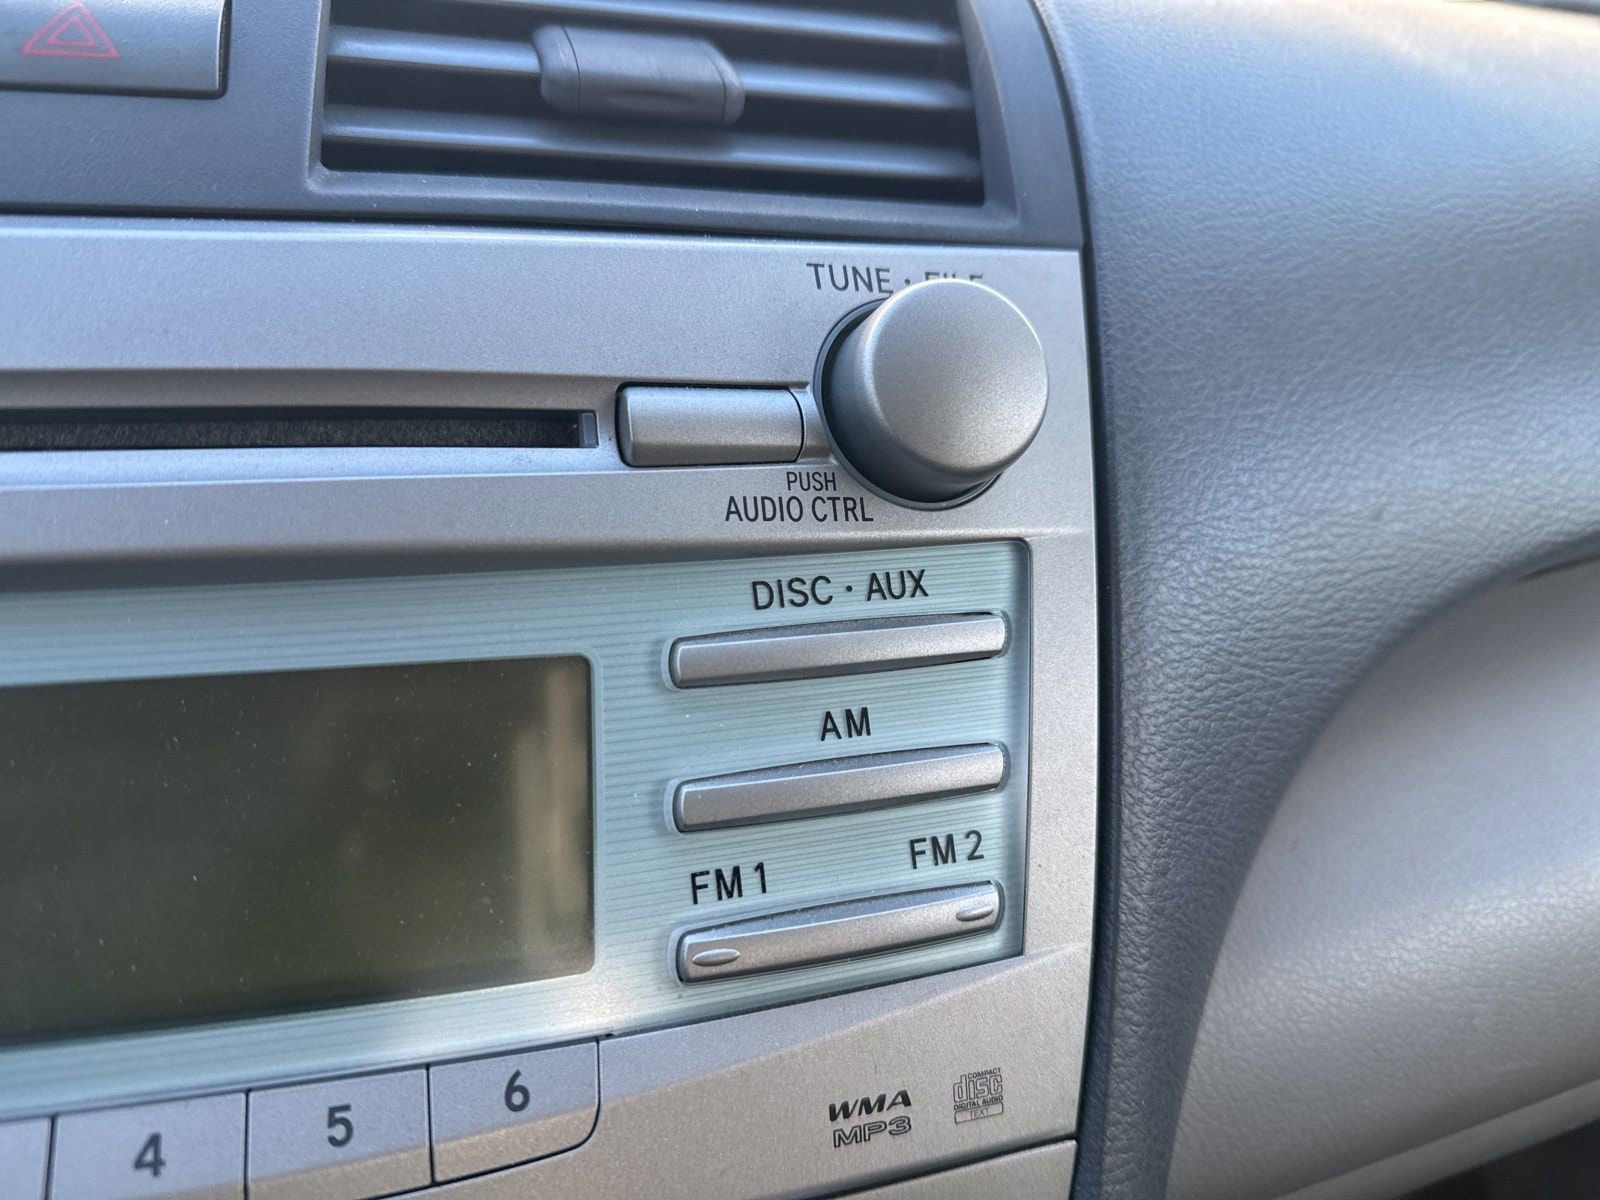 TUNE · FILE
PUSH
AUDIO CTRL
DISC · AUX
AM
FM 1 FM 2
4 5 6
WMA
MP3
COMPACT
disc
DIGITAL AUDIO
TEXT